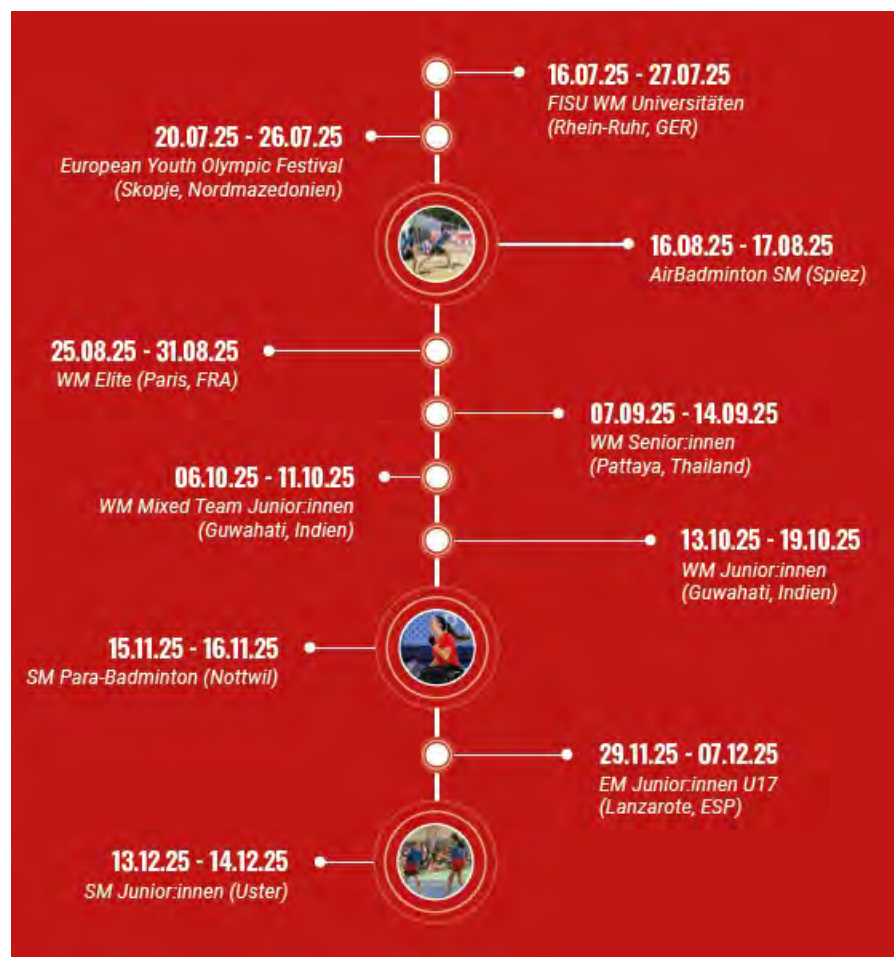 16.07.25 - 27.07.25
FISU WM Universitäten
(Rhein-Ruhr, GER)
20.07.25 - 26.07.25
European Youth Olympic Festival
(Skopje, Nordmazedonien)
16.08.25 - 17.08.25
AirBadminton SM (Spiez)
25.08.25 - 31.08.25
WM Elite (Paris, FRA)
07.09.25 - 14.09.25
WM Senior:innen
(Pattaya, Thailand)
06.10.25 - 11.10.25
WM Mixed Team Junior:innen
(Guwahati, Indien)
13.10.25 - 19.10.25
WM Junior:innen
(Guwahati, Indien)
15.11.25 - 16.11.25
SM Para-Badminton (Nottwil)
29.11.25 - 07.12.25
EM Junior:innen U17
(Lanzarote, ESP)
13.12.25 - 14.12.25
SM Junior:innen (Uster)